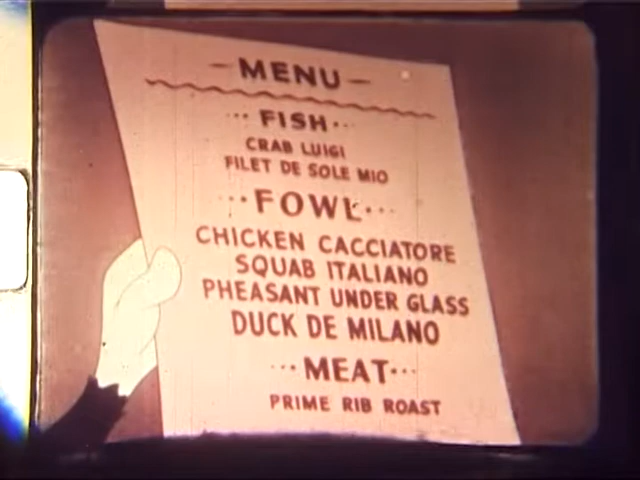 - MENU -
... FISH ...
CRAB LUIGI
FILET DE SOLE MIO
... FOWL ...
CHICKEN CACCIATORE
SQUAB ITALIANO
PHEASANT UNDER GLASS
DUCK DE MILANO
... MEAT ...
PRIME RIB ROAST